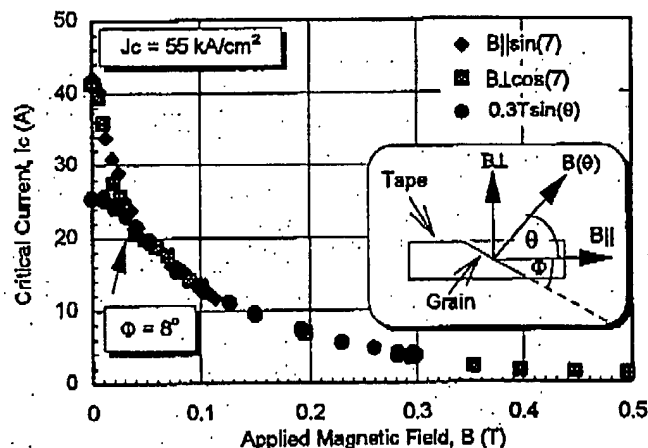 Jc = 55 kA/cm²
B||sin(7)
B⊥cos(7)
0.3Tsin(θ)
Critical Current, Ic (A)
50
40
30
20
10
0
Tape
B⊥
B(θ)
θ
B||
Φ
Grain
Φ = 8°
0 0.1 0.2 0.3 0.4 0.5
Applied Magnetic Field, B (T)